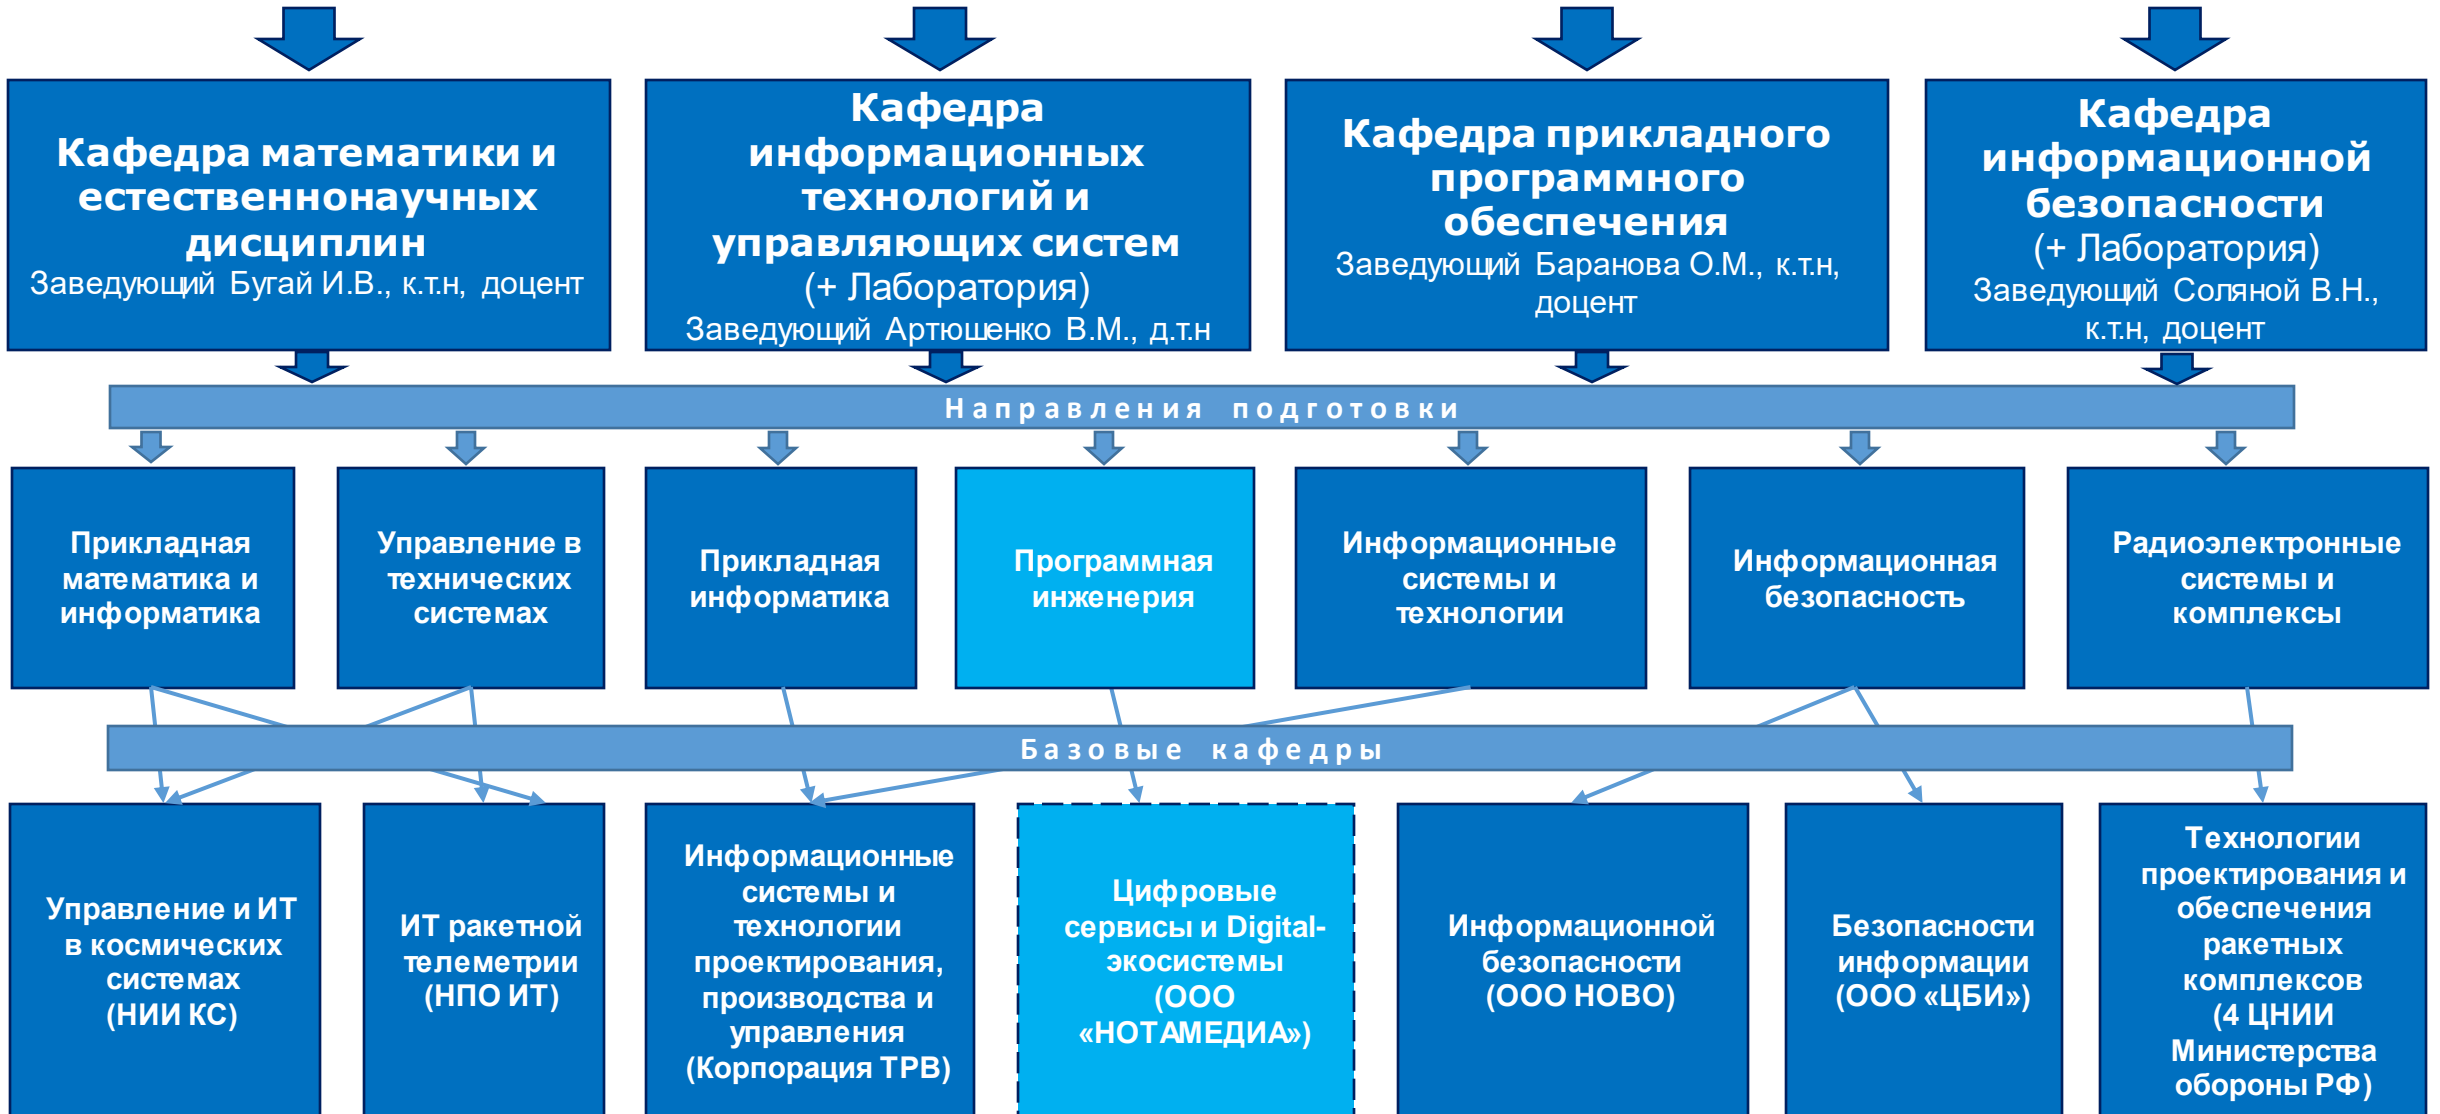 Кафедра математики и
естественнонаучных
дисциплин
Заведующий Бугай И.В., к.т.н, доцент
Кафедра
информационных
технологий и
управляющих систем
(+ Лаборатория)
Заведующий Артюшенко В.М., д.т.н
Кафедра прикладного
программного
обеспечения
Заведующий Баранова О.М., к.т.н,
доцент
Кафедра
информационной
безопасности
(+ Лаборатория)
Заведующий Соляной В.Н.,
к.т.н, доцент
Направления подготовки
Прикладная
математика и
информатика
Управление в
технических
системах
Прикладная
информатика
Программная
инженерия
Информационные
системы и
технологии
Информационная
безопасность
Радиоэлектронные
системы и
комплексы
Базовые кафедры
Управление и ИТ
в космических
системах
(НИИ КС)
ИТ ракетной
телеметрии
(НПО ИТ)
Информационные
системы и
технологии
проектирования,
производства и
управления
(Корпорация ТРВ)
Цифровые
сервисы и Digital-
экосистемы
(ООО
«НОТАМЕДИА»)
Информационной
безопасности
(ООО НОВО)
Безопасности
информации
(ООО «ЦБИ»)
Технологии
проектирования и
обеспечения
ракетных
комплексов
(4 ЦНИИ
Министерства
обороны РФ)